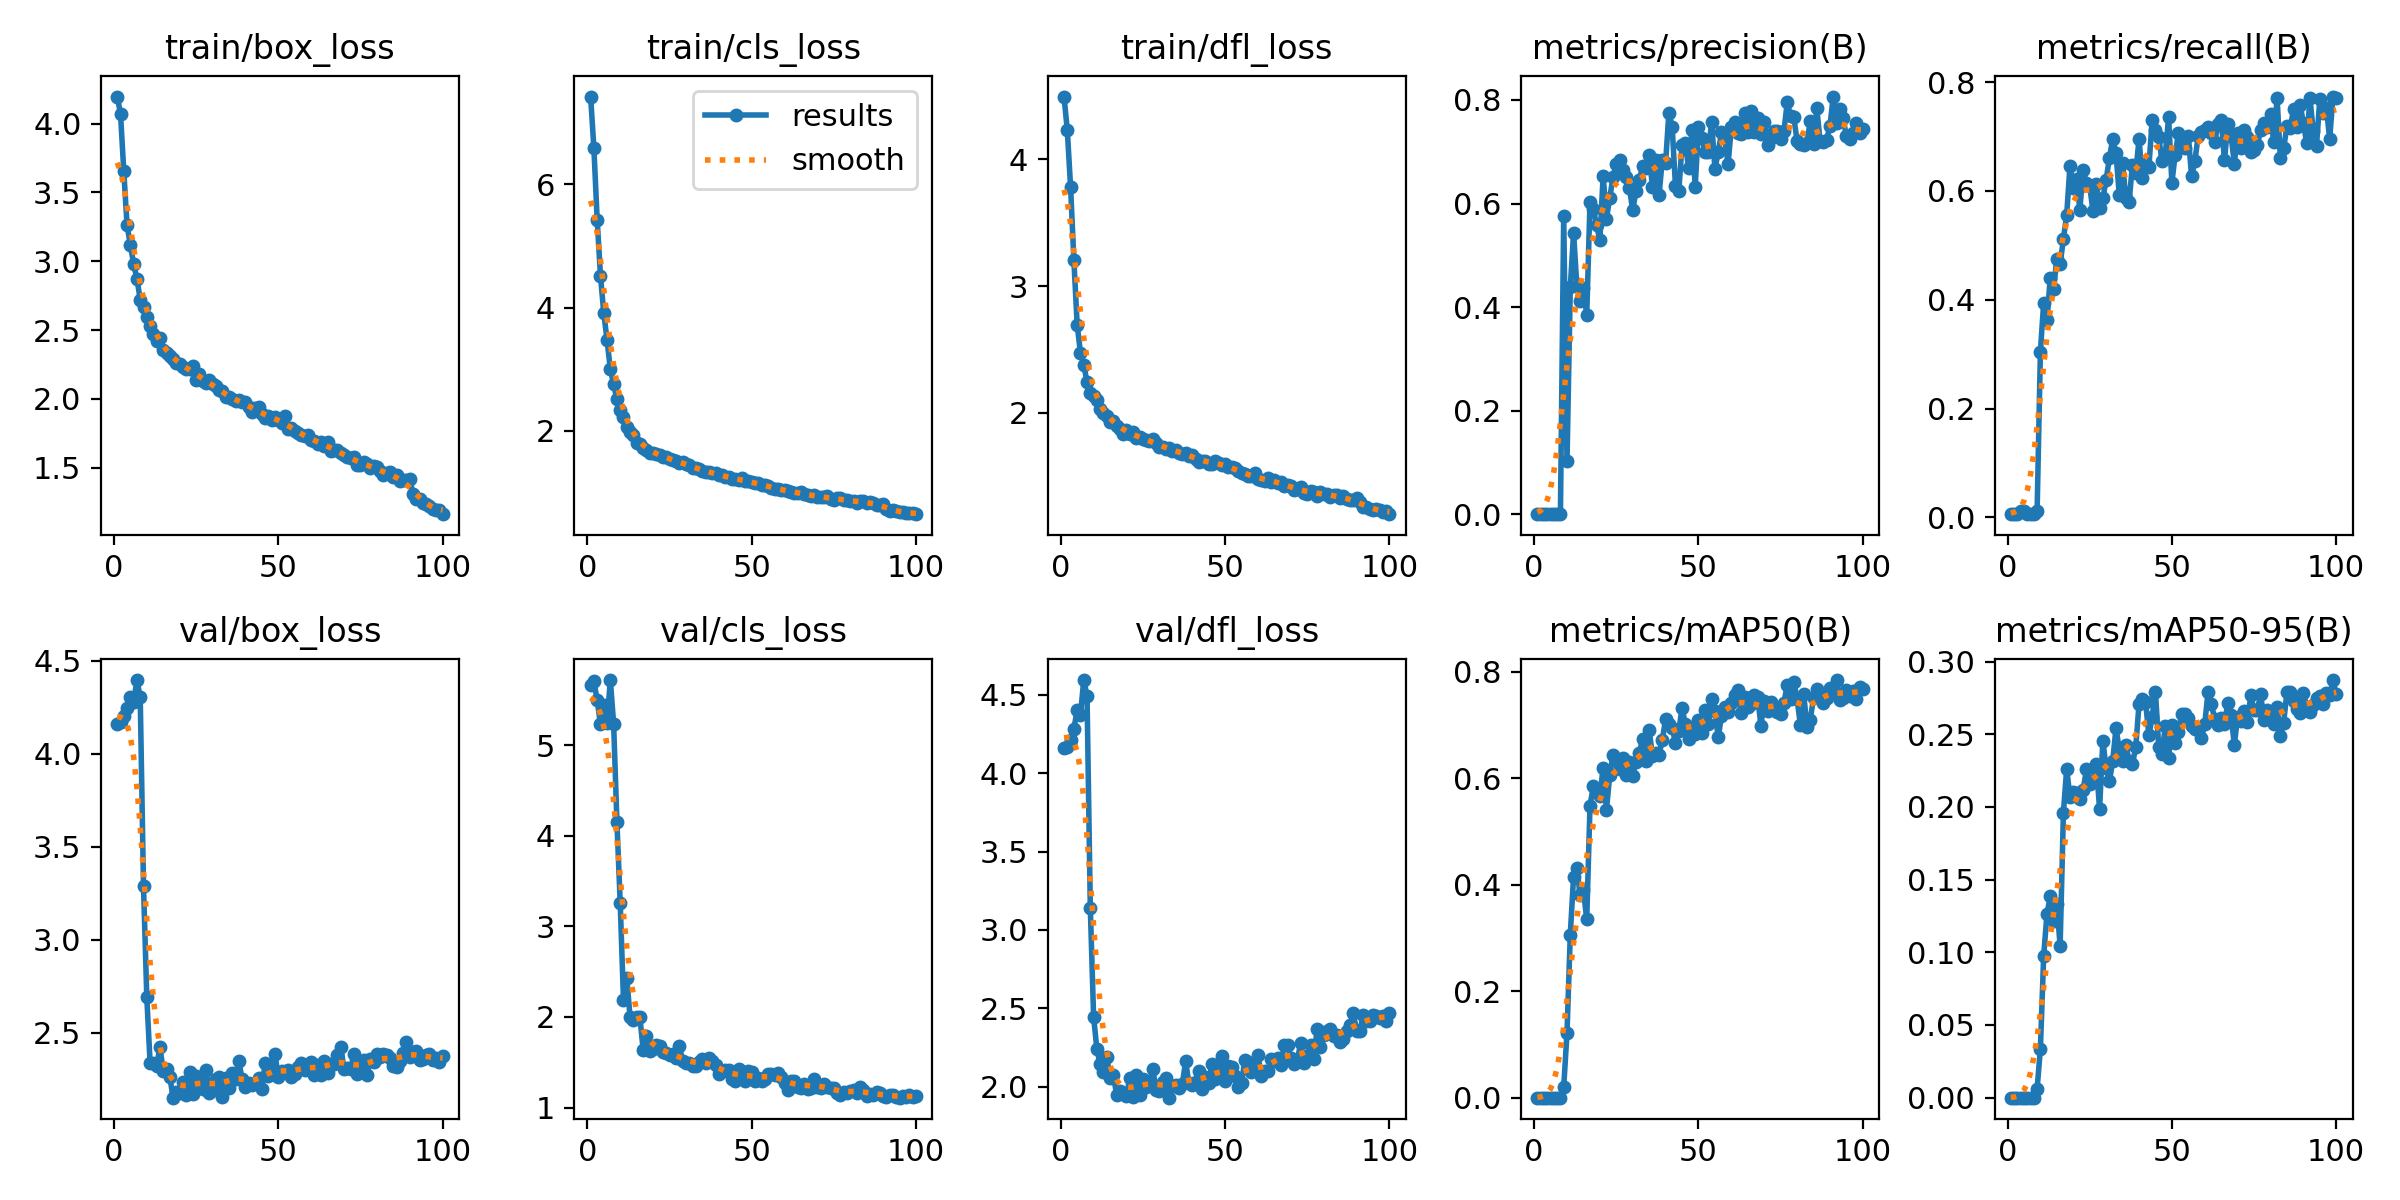 train/box_loss
train/cls_loss
train/dfl_loss
metrics/precision(B)
metrics/recall(B)
4.0
3.5
3.0
2.5
2.0
1.5
0 50 100
results
smooth
6
4
2
0 50 100
4
3
2
0 50 100
0.8
0.6
0.4
0.2
0.0
0 50 100
0.8
0.6
0.4
0.2
0.0
0 50 100
val/box_loss
val/cls_loss
val/dfl_loss
metrics/mAP50(B)
metrics/mAP50-95(B)
4.5
4.0
3.5
3.0
2.5
0 50 100
5
4
3
2
1
0 50 100
4.5
4.0
3.5
3.0
2.5
2.0
0 50 100
0.8
0.6
0.4
0.2
0.0
0 50 100
0.30
0.25
0.20
0.15
0.10
0.05
0.00
0 50 100